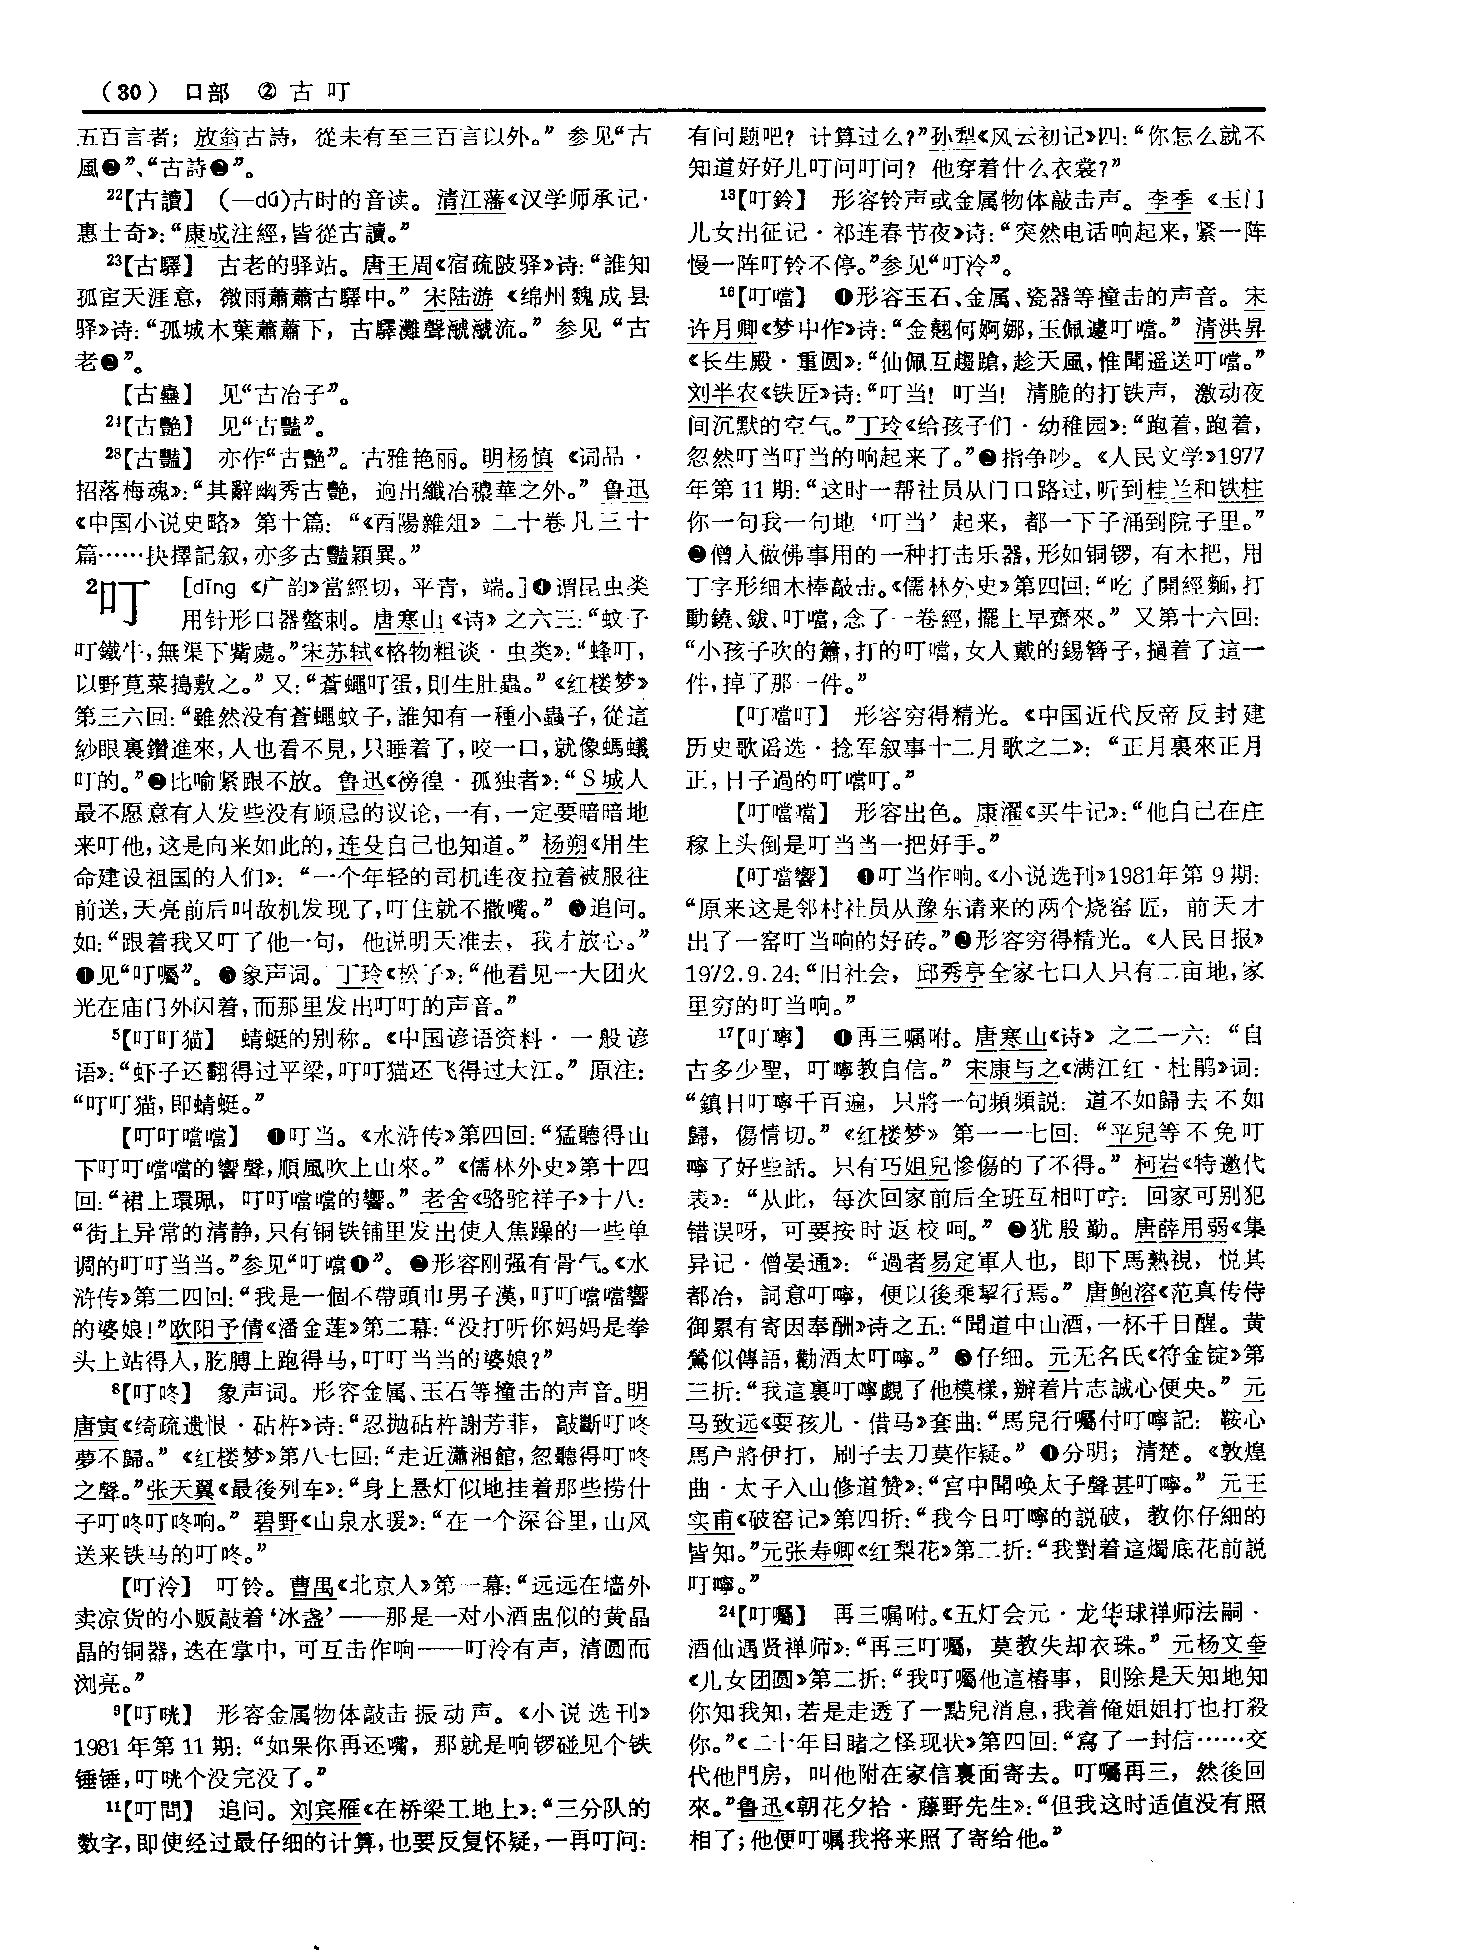 （30） 口部 ② 古 叮
五百言者；放翁古詩，從未有至三百言以外。”参见“古
風❷”、“古詩❷”。
22【古讀】 （—dú)古时的音读。清江藩《汉学师承记·
惠士奇》：“康成注經，皆從古讀。”
23【古驛】 古老的驿站。唐王周《宿疏陂驿》诗：“誰知
孤宦天涯意，微雨蕭蕭古驛中。” 宋陆游《绵州魏成县
驿》诗：“孤城木葉蕭蕭下，古驛灘聲㶁㶁流。” 参见“古
老❷”。
【古蠱】 见“古冶子”。
24【古艶】 见“古豔”。
28【古豔】 亦作“古艶”。古雅艳丽。明杨慎《词品·
招落梅魂》：“其辭幽秀古艶，迥出纖冶穠華之外。” 鲁迅
《中国小说史略》第十篇：“《酉陽雜俎》二十卷凡三十
篇……抉擇記叙，亦多古豔穎異。”
2叮 [dīng 《广韵》當經切，平青，端。]❶谓昆虫类
用针形口器螫刺。唐寒山《诗》之六三：“蚊子
叮鐵牛，無渠下觜處。”宋苏轼《格物粗谈·虫类》：“蜂叮，
以野莧菜搗敷之。” 又：“蒼蠅叮蛋，則生肚蟲。”《红楼梦》
第三六回：“雖然没有蒼蠅蚊子，誰知有一種小蟲子，從這
紗眼裏鑽進來，人也看不見，只睡着了，咬一口，就像螞蟻
叮的。”❷比喻紧跟不放。鲁迅《徬徨·孤独者》：“S城人
最不愿意有人发些没有顾忌的议论，一有，一定要暗暗地
来叮他，这是向来如此的，连殳自己也知道。” 杨朔《用生
命建设祖国的人们》：“一个年轻的司机连夜拉着被服往
前送，天亮前后叫敌机发现了，叮住就不撒嘴。” ❸追问。
如：“跟着我又叮了他一句，他说明天准去，我才放心。”
❹见“叮囑”。❺象声词。丁玲《松子》：“他看见一大团火
光在庙门外闪着，而那里发出叮叮的声音。”
5【叮叮猫】 蜻蜓的别称。《中国谚语资料·一般谚
语》：“虾子还翻得过平梁，叮叮猫还飞得过大江。” 原注：
“叮叮猫，即蜻蜓。”
【叮叮噹噹】 ❶叮当。《水浒传》第四回：“猛聽得山
下叮叮噹噹的響聲，順風吹上山來。”《儒林外史》第十四
回：“裙上環珮，叮叮噹噹的響。” 老舍《骆驼祥子》十八：
“街上异常的清静，只有铜铁铺里发出使人焦躁的一些单
调的叮叮当当。”参见“叮噹❶”。❷形容刚强有骨气。《水
浒传》第二四回：“我是一個不帶頭巾男子漢，叮叮噹噹響
的婆娘！”欧阳予倩《潘金莲》第二幕：“没打听你妈妈是拳
头上站得人，肐膊上跑得马，叮叮当当的婆娘？”
8【叮咚】 象声词。形容金属、玉石等撞击的声音。明
唐寅《绮疏遗恨·砧杵》诗：“忍抛砧杵謝芳菲，敲斷叮咚
夢不歸。”《红楼梦》第八七回：“走近瀟湘館，忽聽得叮咚
之聲。”张天翼《最後列车》：“身上悬灯似地挂着那些捞什
子叮咚叮咚响。” 碧野《山泉水暖》：“在一个深谷里，山风
送来铁马的叮咚。”
【叮泠】 叮铃。曹禺《北京人》第一幕：“远远在墙外
卖凉货的小贩敲着‘冰盏’——那是一对小酒盅似的黄晶
晶的铜器，迭在掌中，可互击作响——叮泠有声，清圆而
浏亮。”
9【叮咣】 形容金属物体敲击振动声。《小说选刊》
1981年第11期：“如果你再还嘴，那就是响锣碰见个铁
锤锤，叮咣个没完没了。”
11【叮問】 追问。刘宾雁《在桥梁工地上》：“三分队的
数字，即使经过最仔细的计算，也要反复怀疑，一再叮问：
有问题吧？计算过么？”孙犁《风云初记》四：“你怎么就不
知道好好儿叮问叮问？他穿着什么衣裳？”
13【叮鈴】 形容铃声或金属物体敲击声。李季《玉门
儿女出征记·祁连春节夜》诗：“突然电话响起来，紧一阵
慢一阵叮铃不停。”参见“叮泠”。
16【叮噹】 ❶形容玉石、金属、瓷器等撞击的声音。宋
许月卿《梦中作》诗：“金翹何婀娜，玉佩遽叮噹。” 清洪昇
《长生殿·重圆》：“仙佩互趨蹌，趁天風，惟聞遥送叮噹。”
刘半农《铁匠》诗：“叮当！叮当！清脆的打铁声，激动夜
间沉默的空气。”丁玲《给孩子们·幼稚园》：“跑着，跑着，
忽然叮当叮当的响起来了。”❷指争吵。《人民文学》1977
年第11期：“这时一帮社员从门口路过，听到桂兰和铁柱
你一句我一句地‘叮当’起来，都一下子涌到院子里。”
❸僧人做佛事用的一种打击乐器，形如铜锣，有木把，用
丁字形细木棒敲击。《儒林外史》第四回：“吃了開經麵，打
動鐃、鈸、叮噹，念了一卷經，擺上早齋來。” 又第十六回：
“小孩子吹的簫，打的叮噹，女人戴的錫簪子，撾着了這一
件，掉了那一件。”
【叮噹叮】 形容穷得精光。《中国近代反帝反封建
历史歌谣选·捻军叙事十二月歌之二》：“正月裏來正月
正，日子過的叮噹叮。”
【叮噹噹】 形容出色。康濯《买牛记》：“他自己在庄
稼上头倒是叮当当一把好手。”
【叮噹響】 ❶叮当作响。《小说选刊》1981年第9期：
“原来这是邻村社员从豫东请来的两个烧窑匠，前天才
出了一窑叮当响的好砖。”❷形容穷得精光。《人民日报》
1972.9.24：“旧社会，邱秀亭全家七口人只有二亩地，家
里穷的叮当响。”
17【叮嚀】 ❶再三嘱咐。唐寒山《诗》之二一六：“自
古多少聖，叮嚀教自信。” 宋康与之《满江红·杜鹃》词：
“鎮日叮嚀千百遍，只將一句頻頻説：道不如歸去不如
歸，傷情切。”《红楼梦》第一一七回：“平兒等不免叮
嚀了好些話。只有巧姐兒慘傷的了不得。” 柯岩《特邀代
表》：“从此，每次回家前后全班互相叮咛：回家可别犯
错误呀，可要按时返校呵。” ❷犹殷勤。唐薛用弱《集
异记·僧晏通》：“過者易定軍人也，即下馬熟視，悦其
都冶，詞意叮嚀，便以後乘挈行焉。” 唐鲍溶《范真传侍
御累有寄因奉酬》诗之五：“聞道中山酒，一杯千日醒。黄
鶯似傳語，勸酒太叮嚀。” ❸仔细。元无名氏《符金锭》第
三折：“我這裏叮嚀覷了他模樣，辦着片志誠心便央。” 元
马致远《耍孩儿·借马》套曲：“馬兒行囑付叮嚀記：鞍心
馬户將伊打，刷子去刀莫作疑。” ❹分明；清楚。《敦煌
曲·太子入山修道赞》：“宫中聞唤太子聲甚叮嚀。” 元王
实甫《破窑记》第四折：“我今日叮嚀的説破，教你仔細的
皆知。”元张寿卿《红梨花》第二折：“我對着這燭底花前説
叮嚀。”
24【叮囑】 再三嘱咐。《五灯会元·龙华球禅师法嗣·
酒仙遇贤禅师》：“再三叮囑，莫教失却衣珠。” 元杨文奎
《儿女团圆》第二折：“我叮囑他這樁事，則除是天知地知
你知我知，若是走透了一點兒消息，我着俺姐姐打也打殺
你。”《二十年目睹之怪现状》第四回：“寫了一封信……交
代他門房，叫他附在家信裏面寄去。叮囑再三，然後回
來。”鲁迅《朝花夕拾·藤野先生》：“但我这时适值没有照
相了；他便叮嘱我将来照了寄给他。”